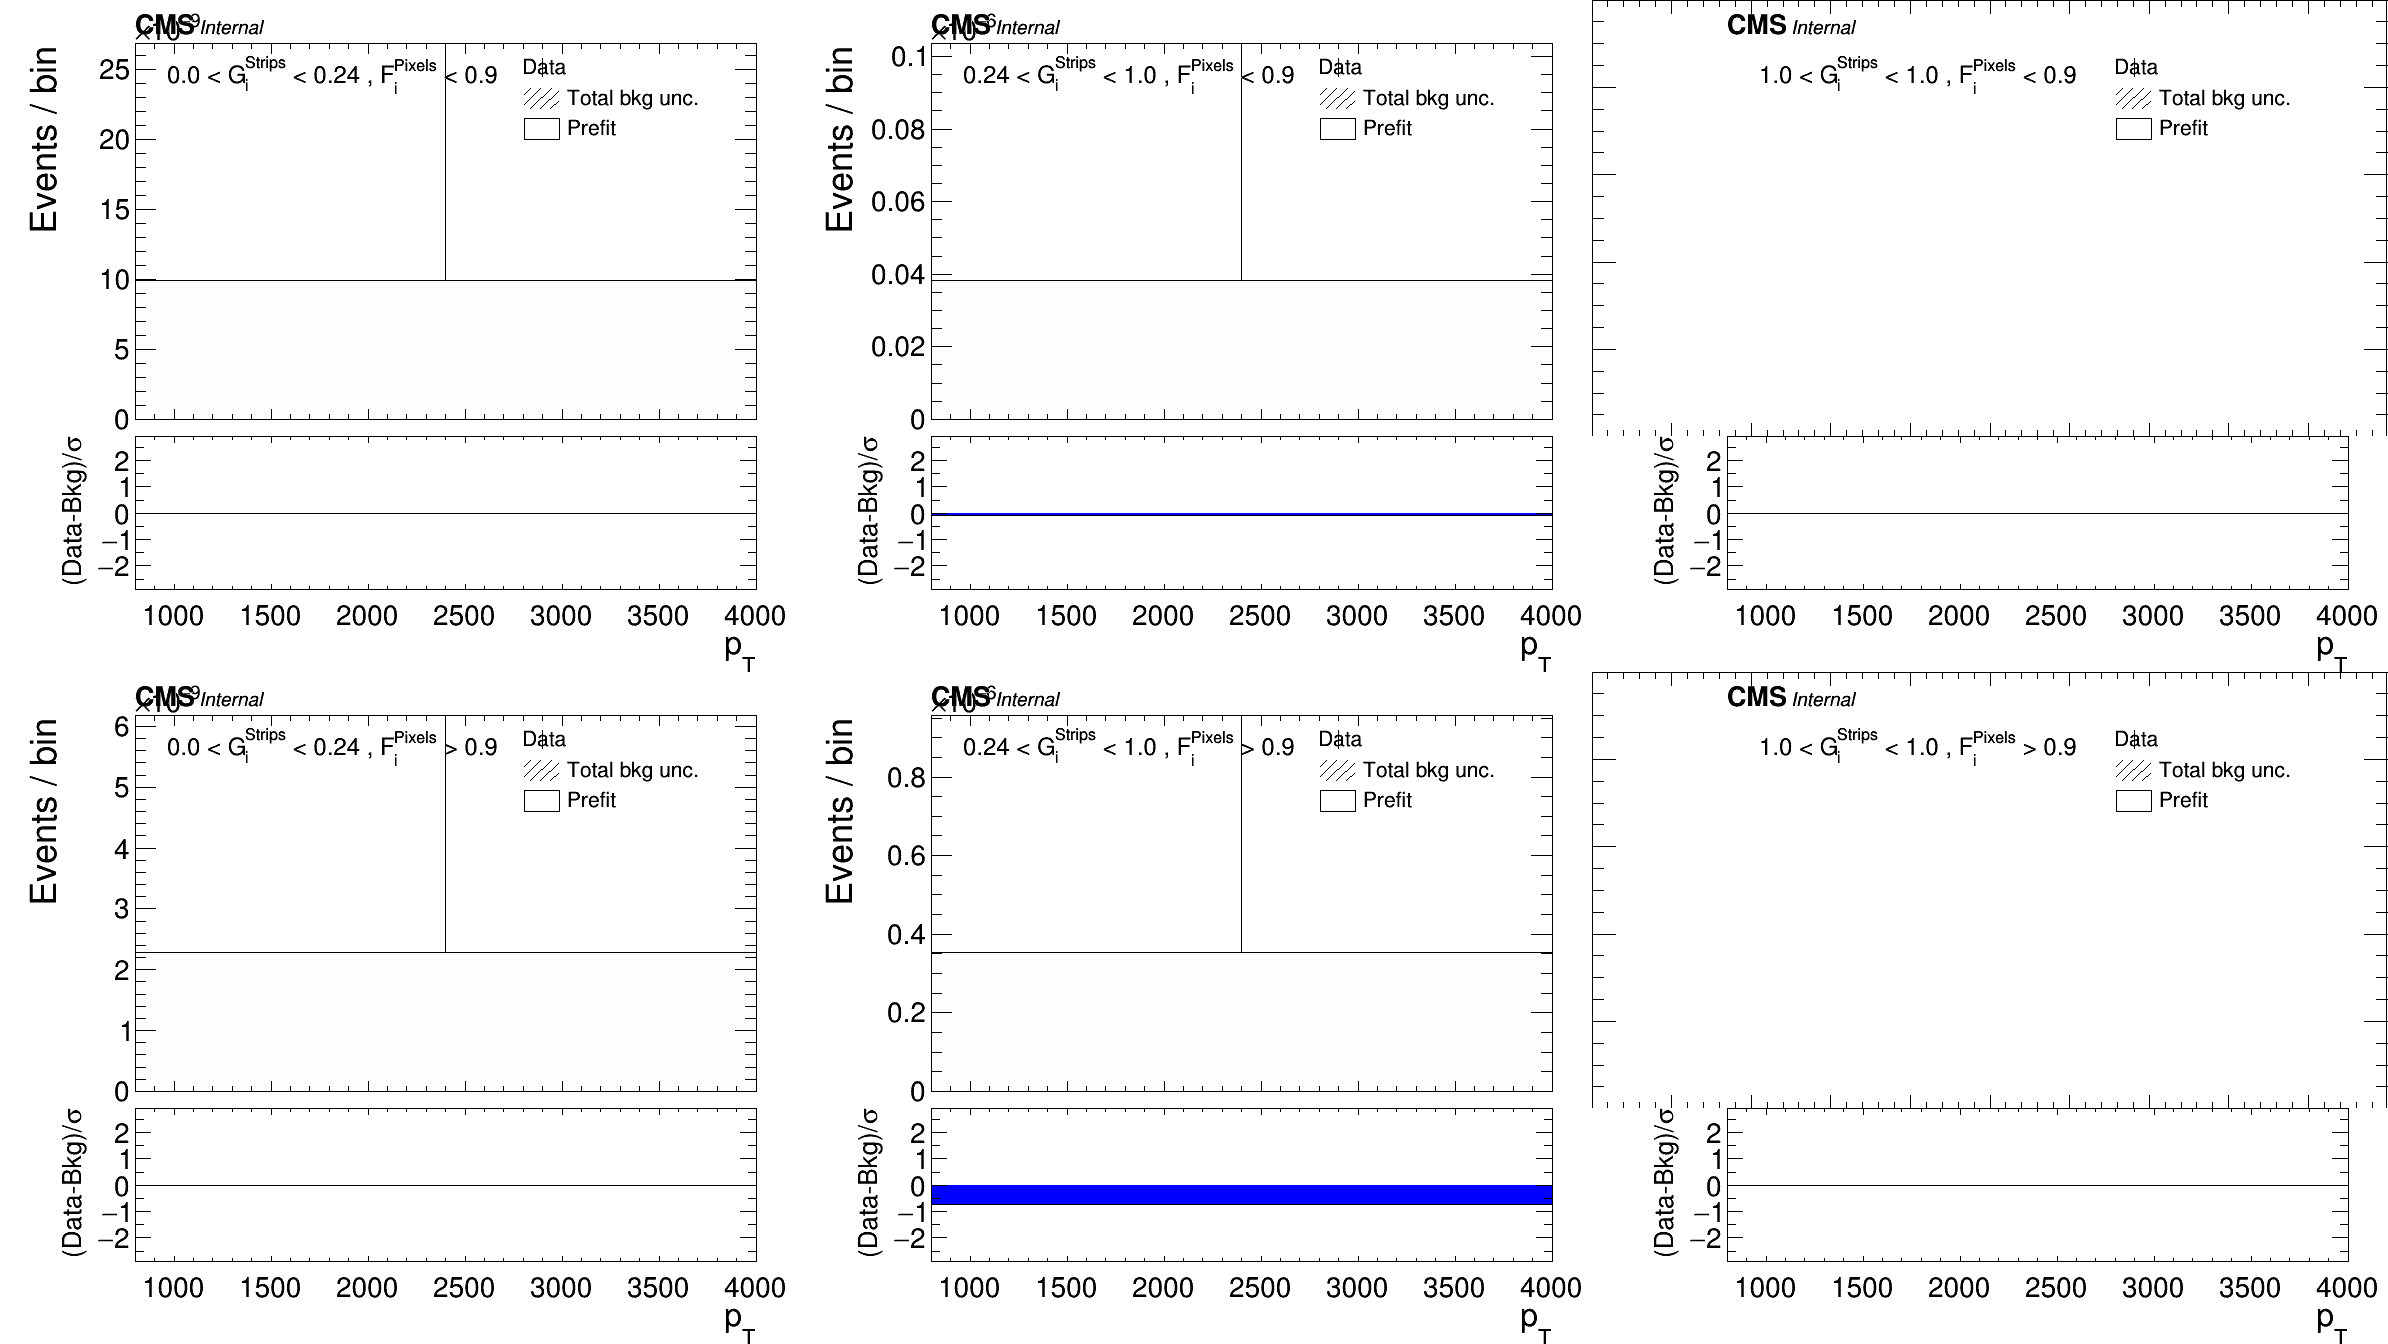 CMS Internal
×10⁻⁹
Events / bin
0.0 < G_i^Strips < 0.24 , F_i^Pixels < 0.9
Data
Total bkg unc.
Prefit
25
20
15
10
5
0
(Data-Bkg)/σ
2
1
0
−1
−2
1000 1500 2000 2500 3000 3500 4000
p_T
CMS Internal
×10⁻⁶
Events / bin
0.24 < G_i^Strips < 1.0 , F_i^Pixels < 0.9
Data
Total bkg unc.
Prefit
0.1
0.08
0.06
0.04
0.02
0
(Data-Bkg)/σ
2
1
0
−1
−2
1000 1500 2000 2500 3000 3500 4000
p_T
CMS Internal
1.0 < G_i^Strips < 1.0 , F_i^Pixels < 0.9
Data
Total bkg unc.
Prefit
(Data-Bkg)/σ
2
1
0
−1
−2
1000 1500 2000 2500 3000 3500 4000
p_T
CMS Internal
×10⁻⁹
Events / bin
0.0 < G_i^Strips < 0.24 , F_i^Pixels > 0.9
Data
Total bkg unc.
Prefit
6
5
4
3
2
1
0
(Data-Bkg)/σ
2
1
0
−1
−2
1000 1500 2000 2500 3000 3500 4000
p_T
CMS Internal
×10⁻⁶
Events / bin
0.24 < G_i^Strips < 1.0 , F_i^Pixels > 0.9
Data
Total bkg unc.
Prefit
0.8
0.6
0.4
0.2
0
(Data-Bkg)/σ
2
1
0
−1
−2
1000 1500 2000 2500 3000 3500 4000
p_T
CMS Internal
1.0 < G_i^Strips < 1.0 , F_i^Pixels > 0.9
Data
Total bkg unc.
Prefit
(Data-Bkg)/σ
2
1
0
−1
−2
1000 1500 2000 2500 3000 3500 4000
p_T